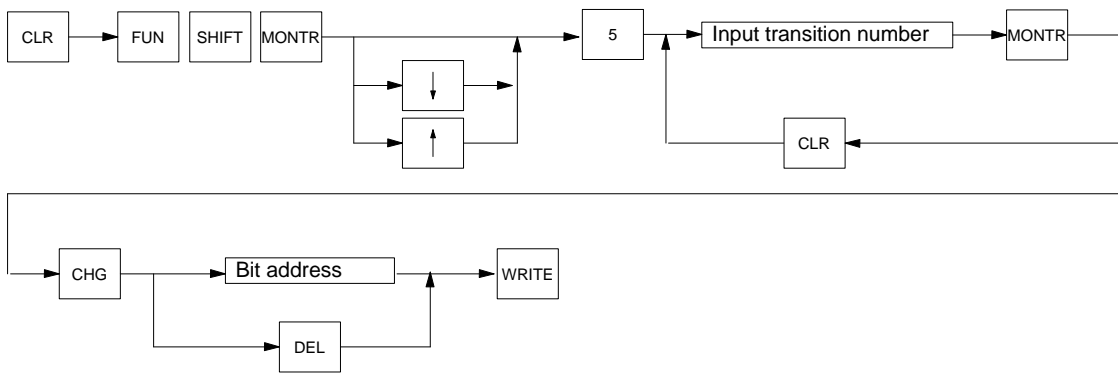 CLR FUN SHIFT MONTR 5 Input transition number MONTR
↓
↑ CLR
CHG Bit address WRITE
DEL